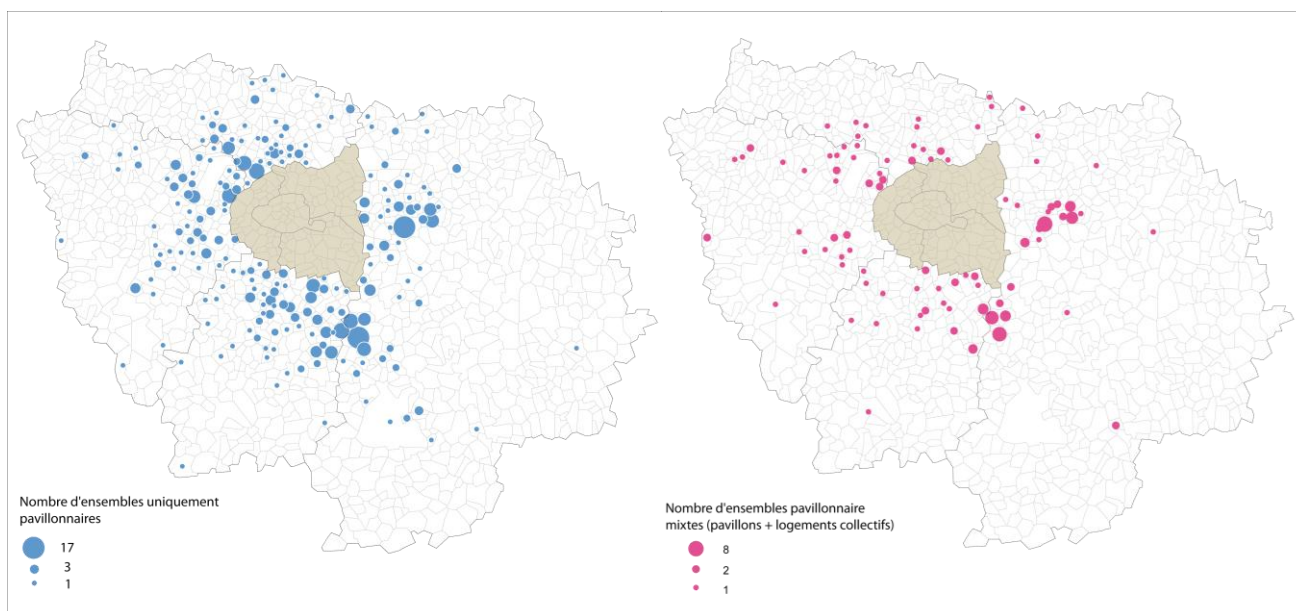 Nombre d'ensembles uniquement
pavillonnaires
17
3
1
Nombre d'ensembles pavillonnaire
mixtes (pavillons + logements collectifs)
8
2
1